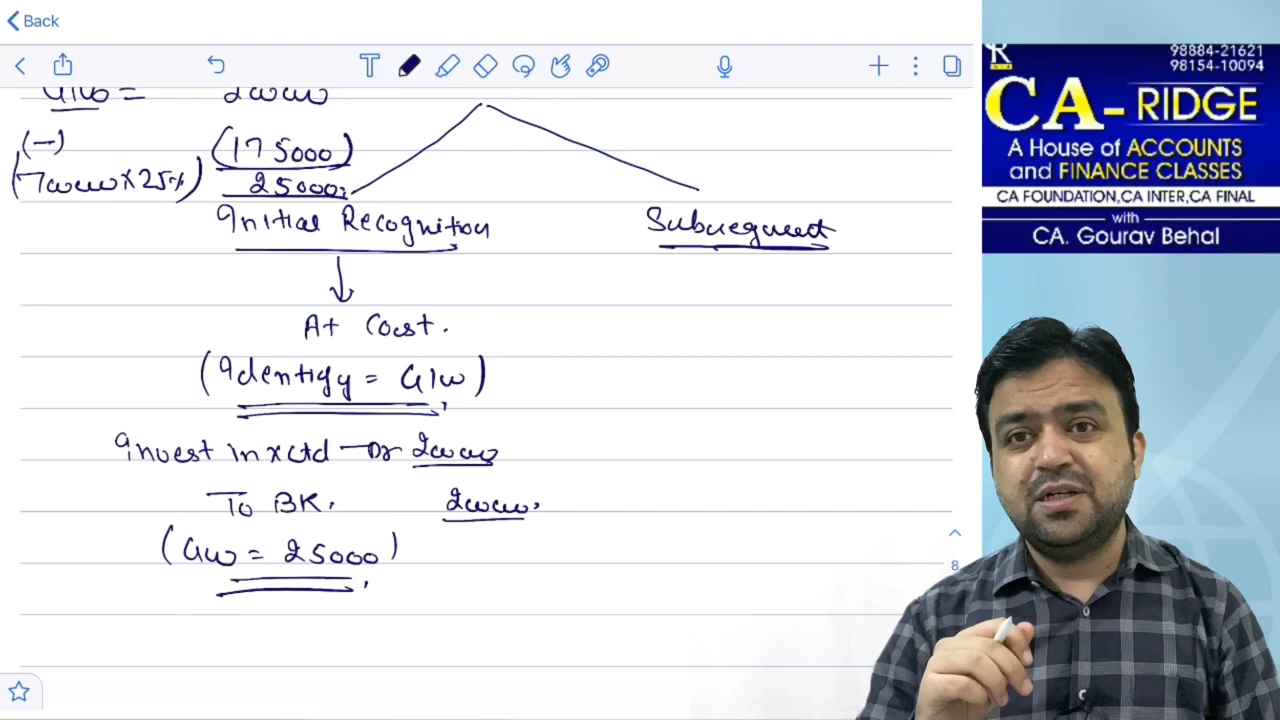 Back
G/w = 200000
(-)
(700000 x 25%) (175000)
25000
Initial Recognition
Subsequent
At Cost.
(Identify = G/w)
Invest in x Ltd - Dr 200000
To BK. 200000
(Gw = 25000)
8
98884-21621
98154-10094
CA- RIDGE
A House of ACCOUNTS
and FINANCE CLASSES
CA FOUNDATION,CA INTER,CA FINAL
with
CA. Gourav Behal